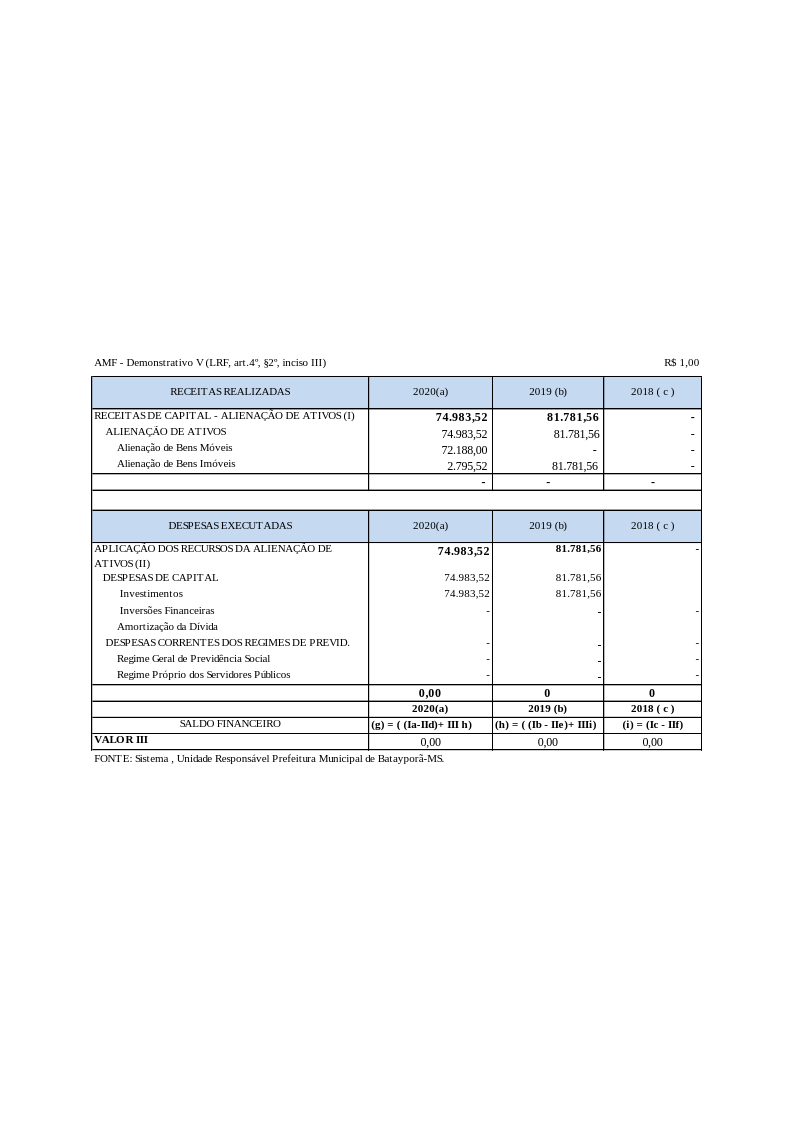 AMF - Demonstrativo V (LRF, art.4º, §2º, inciso III) R$ 1,00
RECEITAS REALIZADAS 2020(a) 2019 (b) 2018 ( c )
RECEITAS DE CAPITAL - ALIENAÇÃO DE ATIVOS (I) 74.983,52 81.781,56 -
ALIENAÇÃO DE ATIVOS 74.983,52 81.781,56 -
Alienação de Bens Móveis 72.188,00 - -
Alienação de Bens Imóveis 2.795,52 81.781,56 -
- - -
DESPESAS EXECUTADAS 2020(a) 2019 (b) 2018 ( c )
APLICAÇÃO DOS RECURSOS DA ALIENAÇÃO DE 74.983,52 81.781,56 -
ATIVOS (II)
DESPESAS DE CAPITAL 74.983,52 81.781,56
Investimentos 74.983,52 81.781,56
Inversões Financeiras - - -
Amortização da Dívida
DESPESAS CORRENTES DOS REGIMES DE PREVID. - - -
Regime Geral de Previdência Social - - -
Regime Próprio dos Servidores Públicos - - -
0,00 0 0
2020(a) 2019 (b) 2018 ( c )
SALDO FINANCEIRO (g) = ( (Ia-IId)+ III h) (h) = ( (Ib - IIe)+ IIIi) (i) = (Ic - IIf)
VALOR III 0,00 0,00 0,00
FONTE: Sistema , Unidade Responsável Prefeitura Municipal de Batayporã-MS.